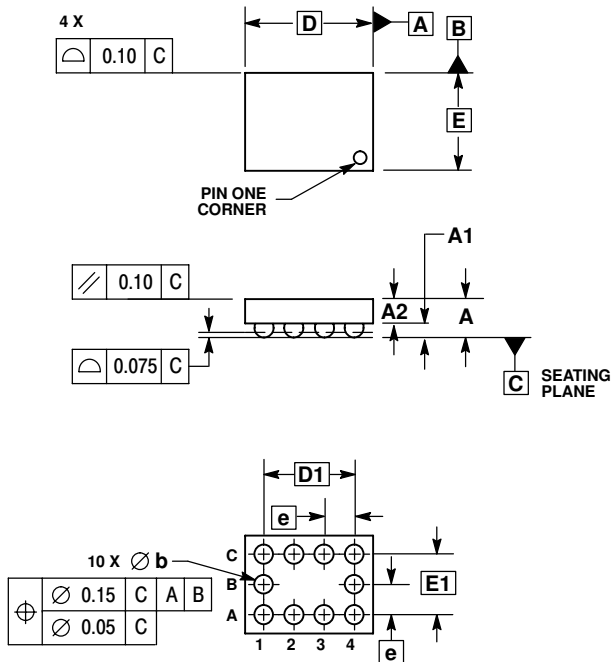 4 X
D
A
B
⌓ 0.10 C
E
PIN ONE
CORNER
A1
⫽ 0.10 C
A2
A
⌓ 0.075 C
C
SEATING
PLANE
D1
e
10 X ∅ b
C
B
A
E1
⌖ ∅ 0.15 C A B
∅ 0.05 C
1 2 3 4
e